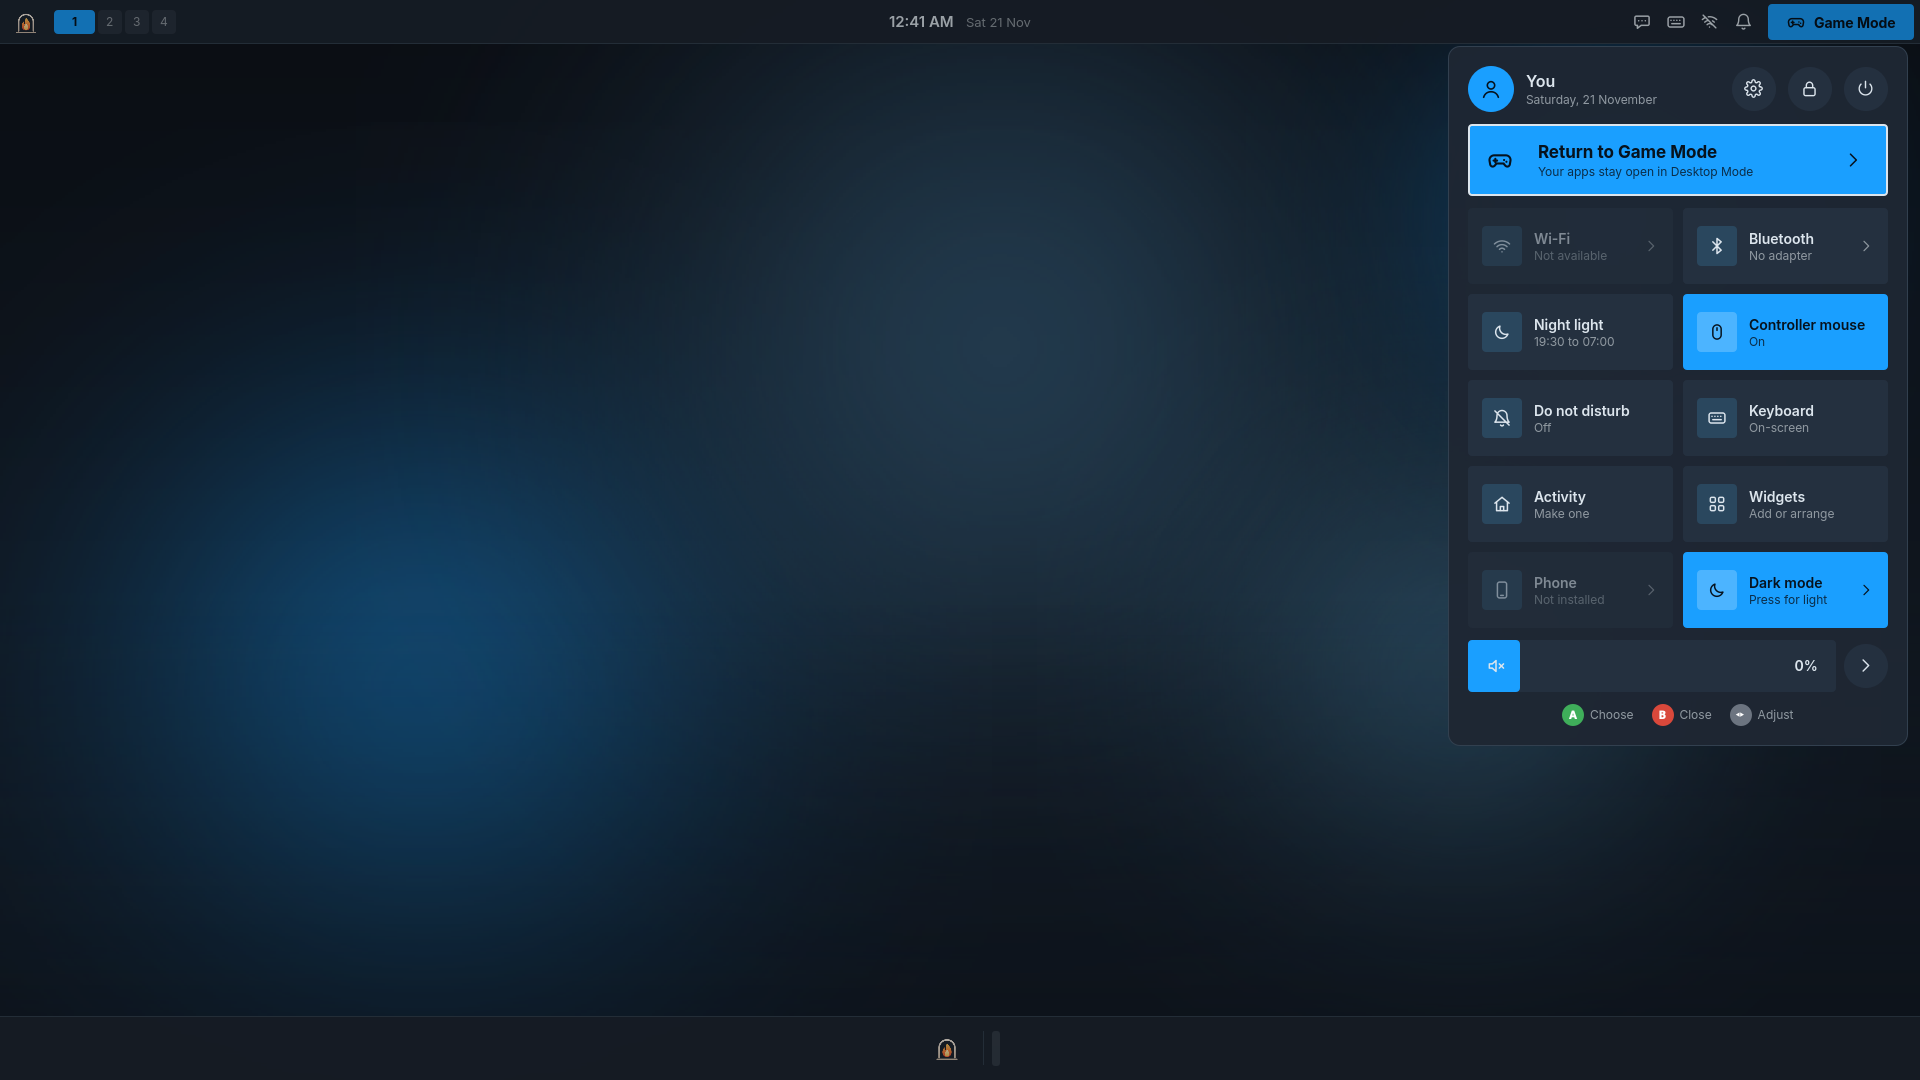 1 2 3 4
12:41 AM Sat 21 Nov
Game Mode
You
Saturday, 21 November
Return to Game Mode
Your apps stay open in Desktop Mode
Wi-Fi
Not available
Bluetooth
No adapter
Night light
19:30 to 07:00
Controller mouse
On
Do not disturb
Off
Keyboard
On-screen
Activity
Make one
Widgets
Add or arrange
Phone
Not installed
Dark mode
Press for light
0%
A Choose B Close Adjust